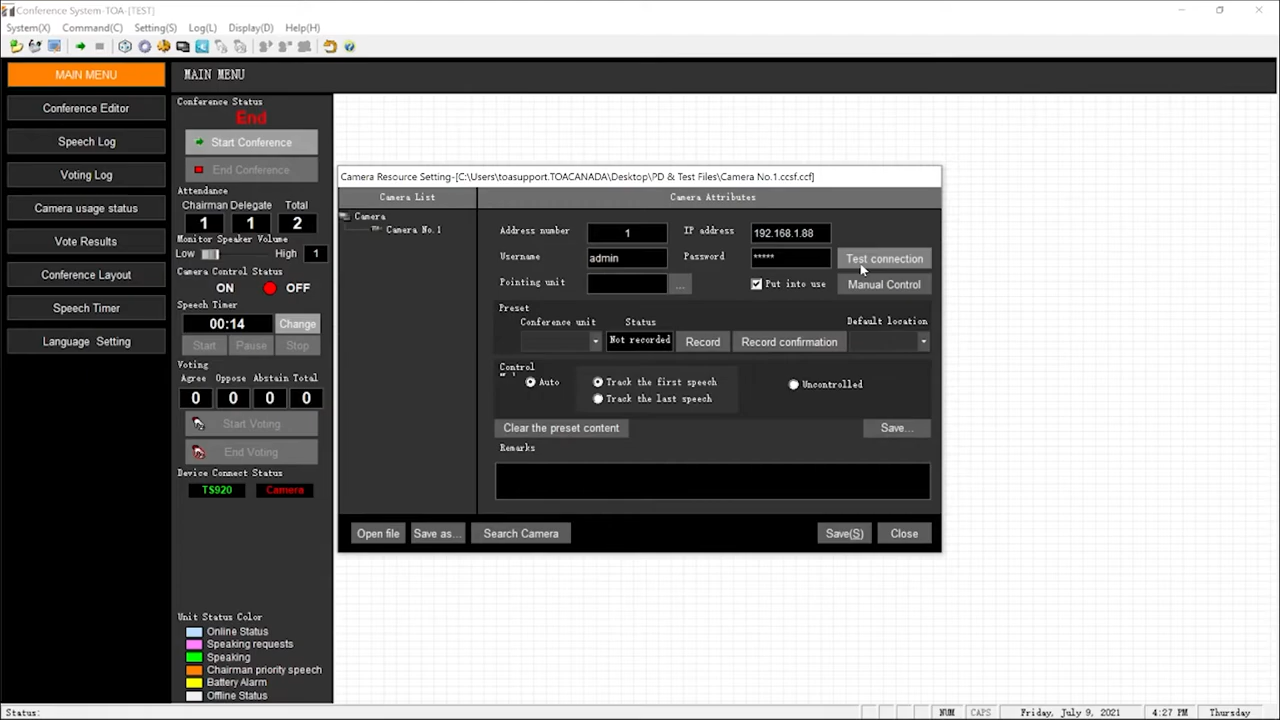 Conference System-TOA-[TEST]
System(X) Command(C) Setting(S) Log(L) Display(D) Help(H)
MAIN MENU
MAIN MENU
Conference Editor
Speech Log
Voting Log
Camera usage status
Vote Results
Conference Layout
Speech Timer
Language Setting
Conference Status
End
Start Conference
End Conference
Attendance
Chairman Delegate Total
1 1 2
Monitor Speaker Volume
Low High 1
Camera Control Status
ON OFF
Speech Timer
00:14 Change
Start Pause Stop
Voting
Agree Oppose Abstain Total
0 0 0 0
Start Voting
End Voting
Device Connect Status
TS920 Camera
Unit Status Color
Online Status
Speaking requests
Speaking
Chairman priority speech
Battery Alarm
Offline Status
Camera Resource Setting-[C:\Users\toasupport.TOACANADA\Desktop\PD & Test Files\Camera No.1.ccsf.ccf]
Camera List
Camera Attributes
Camera
Camera No.1
Address number 1 IP address 192.168.1.88
Username admin Password ***** Test connection
Pointing unit ... Put into use Manual Control
Preset
Conference unit Status Default location
Not recorded Record Record confirmation
Control
Auto Track the first speech Uncontrolled
Track the last speech
Clear the preset content Save...
Remarks
Open file Save as... Search Camera Save(S) Close
Status: NUM CAPS Friday, July 9, 2021 4:27 PM Thursday